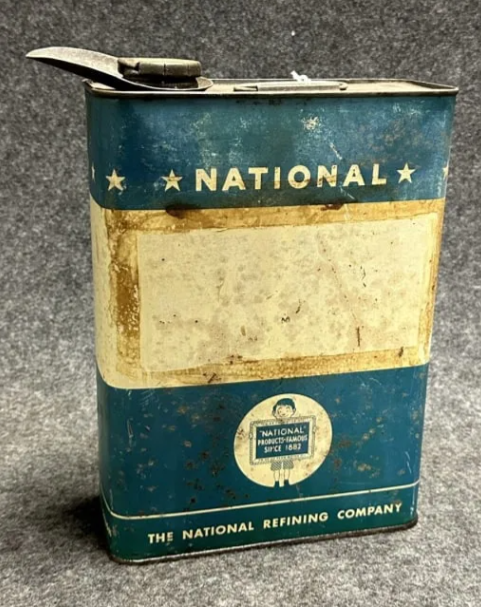 NATIONAL
"NATIONAL"
PRODUCTS-FAMOUS
SINCE 1882
THE NATIONAL REFINING COMPANY